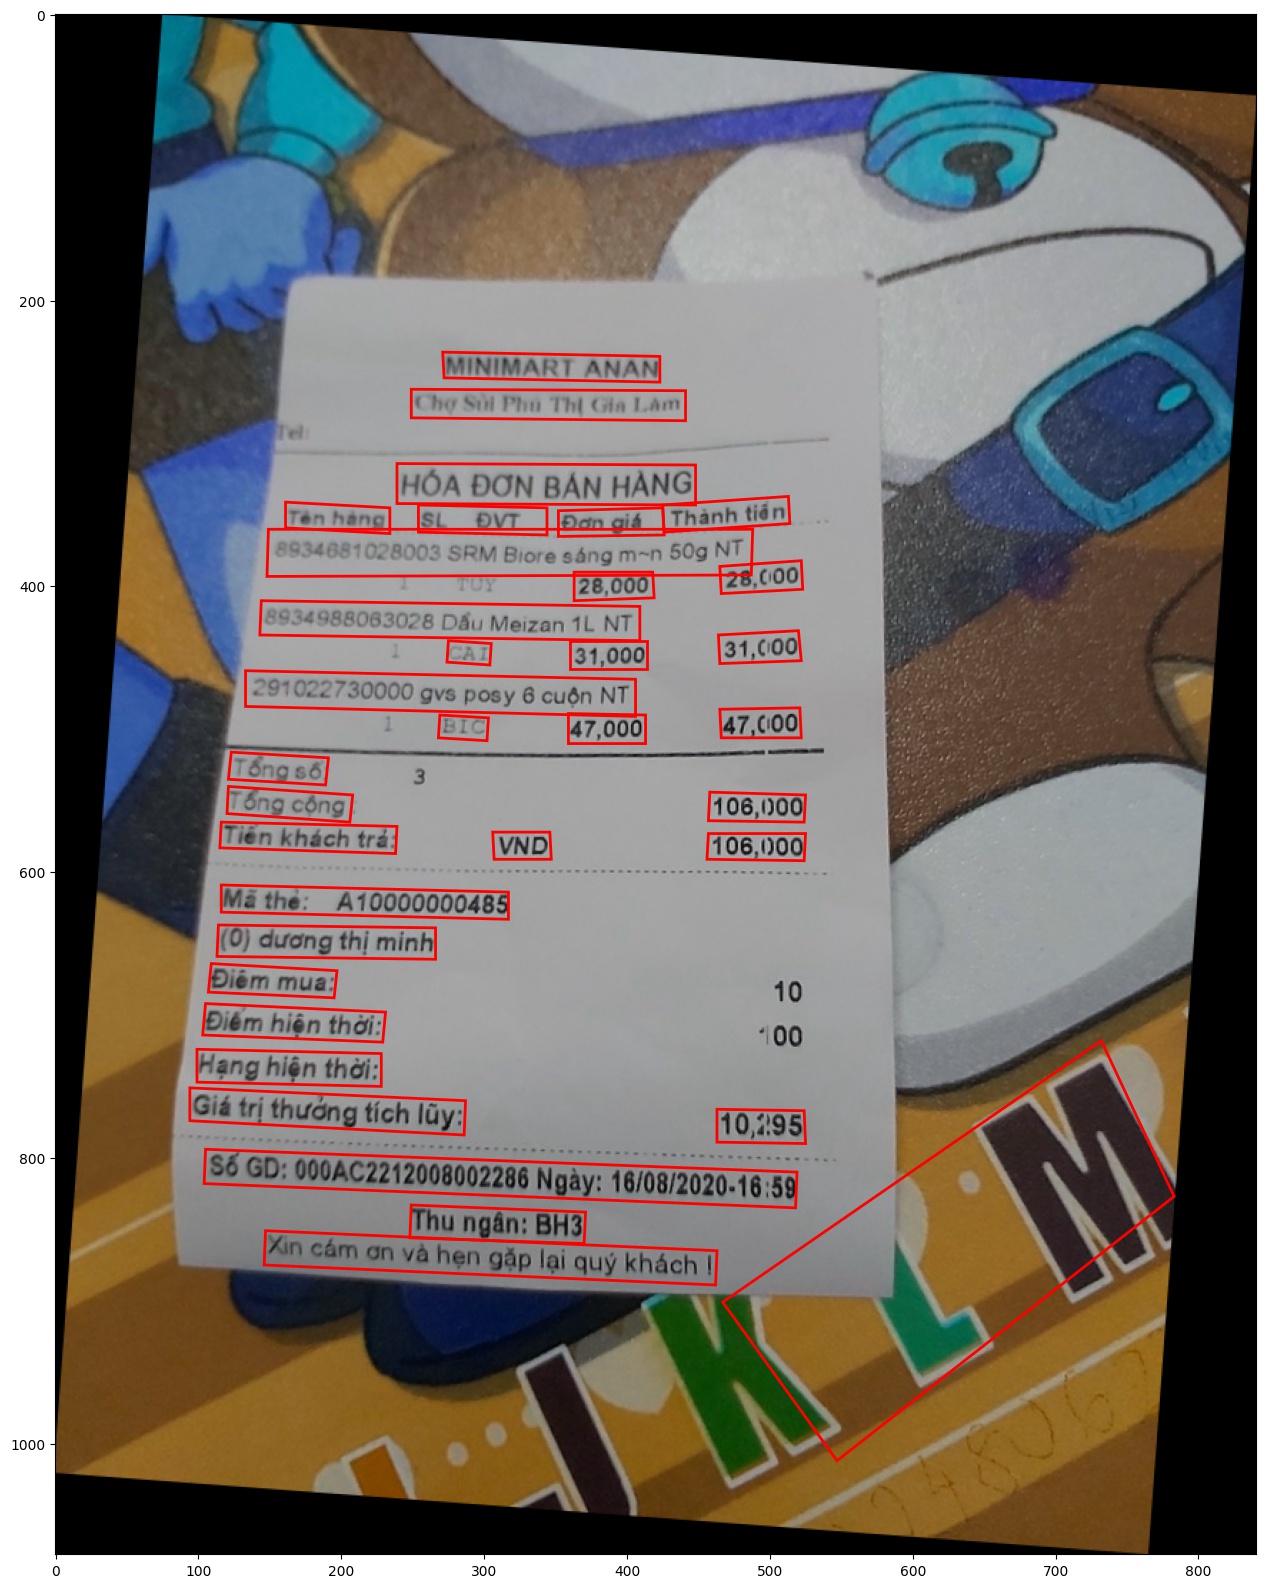 MINIMART ANAN
Chợ Sủi Phú Thị Gia Lâm
Tel:
HÓA ĐƠN BÁN HÀNG
Tên hàng SL ĐVT Đơn giá Thành tiền
8934681028003 SRM Biore sáng m~n 50g NT
1 TUY 28,000 28,000
8934988063028 Dầu Meizan 1L NT
1 CAI 31,000 31,000
291022730000 gvs posy 6 cuộn NT
1 BIC 47,000 47,000
Tổng số: 3
Tổng cộng: 106,000
Tiền khách trả: VND 106,000
Mã thẻ: A10000000485
(0) dương thị minh
Điểm mua: 10
Điểm hiện thời: 100
Hạng hiện thời:
Giá trị thưởng tích lũy: 10,295
Số GD: 000AC2212008002286 Ngày: 16/08/2020-16:59
Thu ngân: BH3
Xin cám ơn và hẹn gặp lại quý khách !
J K L M
0
200
400
600
800
1000
0 100 200 300 400 500 600 700 800